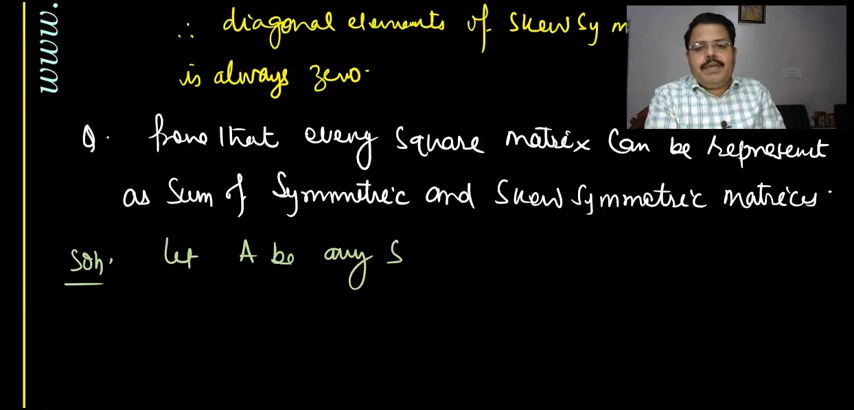 www.
∴ diagonal elements of Skew Sym
is always zero.
Q. Prove that every square matrix can be represent
as sum of Symmetric and Skew Symmetric matrices.
Soln. let A be any S